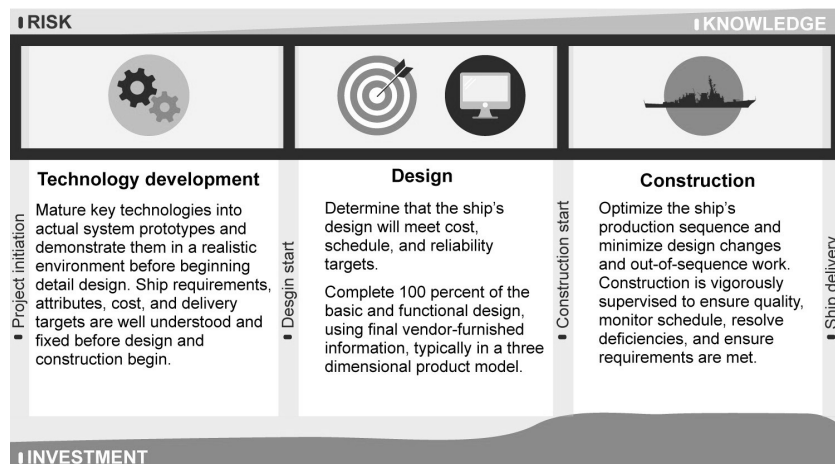 RISK
KNOWLEDGE
Project initiation
Technology development
Mature key technologies into
actual system prototypes and
demonstrate them in a realistic
environment before beginning
detail design. Ship requirements,
attributes, cost, and delivery
targets are well understood and
fixed before design and
construction begin.
Desgin start
Design
Determine that the ship's
design will meet cost,
schedule, and reliability
targets.
Complete 100 percent of the
basic and functional design,
using final vendor-furnished
information, typically in a three
dimensional product model.
Construction start
Construction
Optimize the ship's
production sequence and
minimize design changes
and out-of-sequence work.
Construction is vigorously
supervised to ensure quality,
monitor schedule, resolve
deficiencies, and ensure
requirements are met.
Ship delivery
INVESTMENT